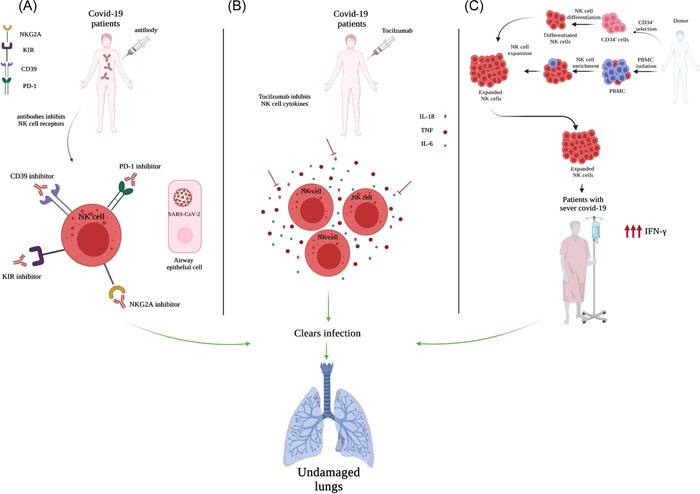 (A)
NKG2A
KIR
CD39
PD-1
Covid-19
patients
antibody
antibodies inhibits
NK cell receptors
CD39 inhibitor
PD-1 inhibitor
NK cell
KIR inhibitor
NKG2A inhibitor
SARS-CoV-2
Airway
epithelial cell
(B)
Covid-19
patients
Tocilizumab
Tocilizumab inhibits
NK cell cytokines
IL-18
TNF
IL-6
NK cell
NK cell
NK cell
Clears infection
Undamaged
lungs
(C)
Donor
CD34+
selection
CD34+ cells
NK cell
differentiation
Differentiated
NK cells
PBMC
isolation
PBMC
NK cell
enrichment
NK cell
expansion
Expanded
NK cells
Expanded
NK cells
Patients with
sever covid-19
IFN-γ